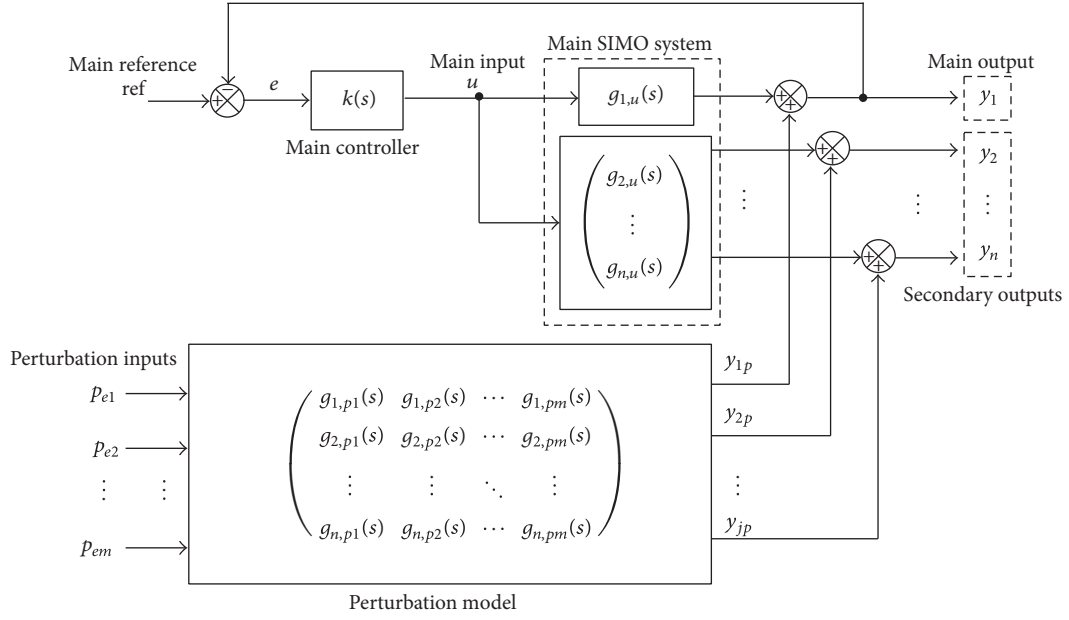 Main reference
ref
+
−
e
k(s)
Main controller
Main input
u
Main SIMO system
g1,u(s)
g2,u(s)
⋮
gn,u(s)
+
+
+
+
⋮
+
+
Main output
y1
y2
⋮
⋮
yn
Secondary outputs
Perturbation inputs
pe1
pe2
⋮
⋮
pem
g1,p1(s) g1,p2(s) ⋯ g1,pm(s)
g2,p1(s) g2,p2(s) ⋯ g2,pm(s)
⋮ ⋮ ⋱ ⋮
gn,p1(s) gn,p2(s) ⋯ gn,pm(s)
y1p
y2p
⋮
yjp
Perturbation model